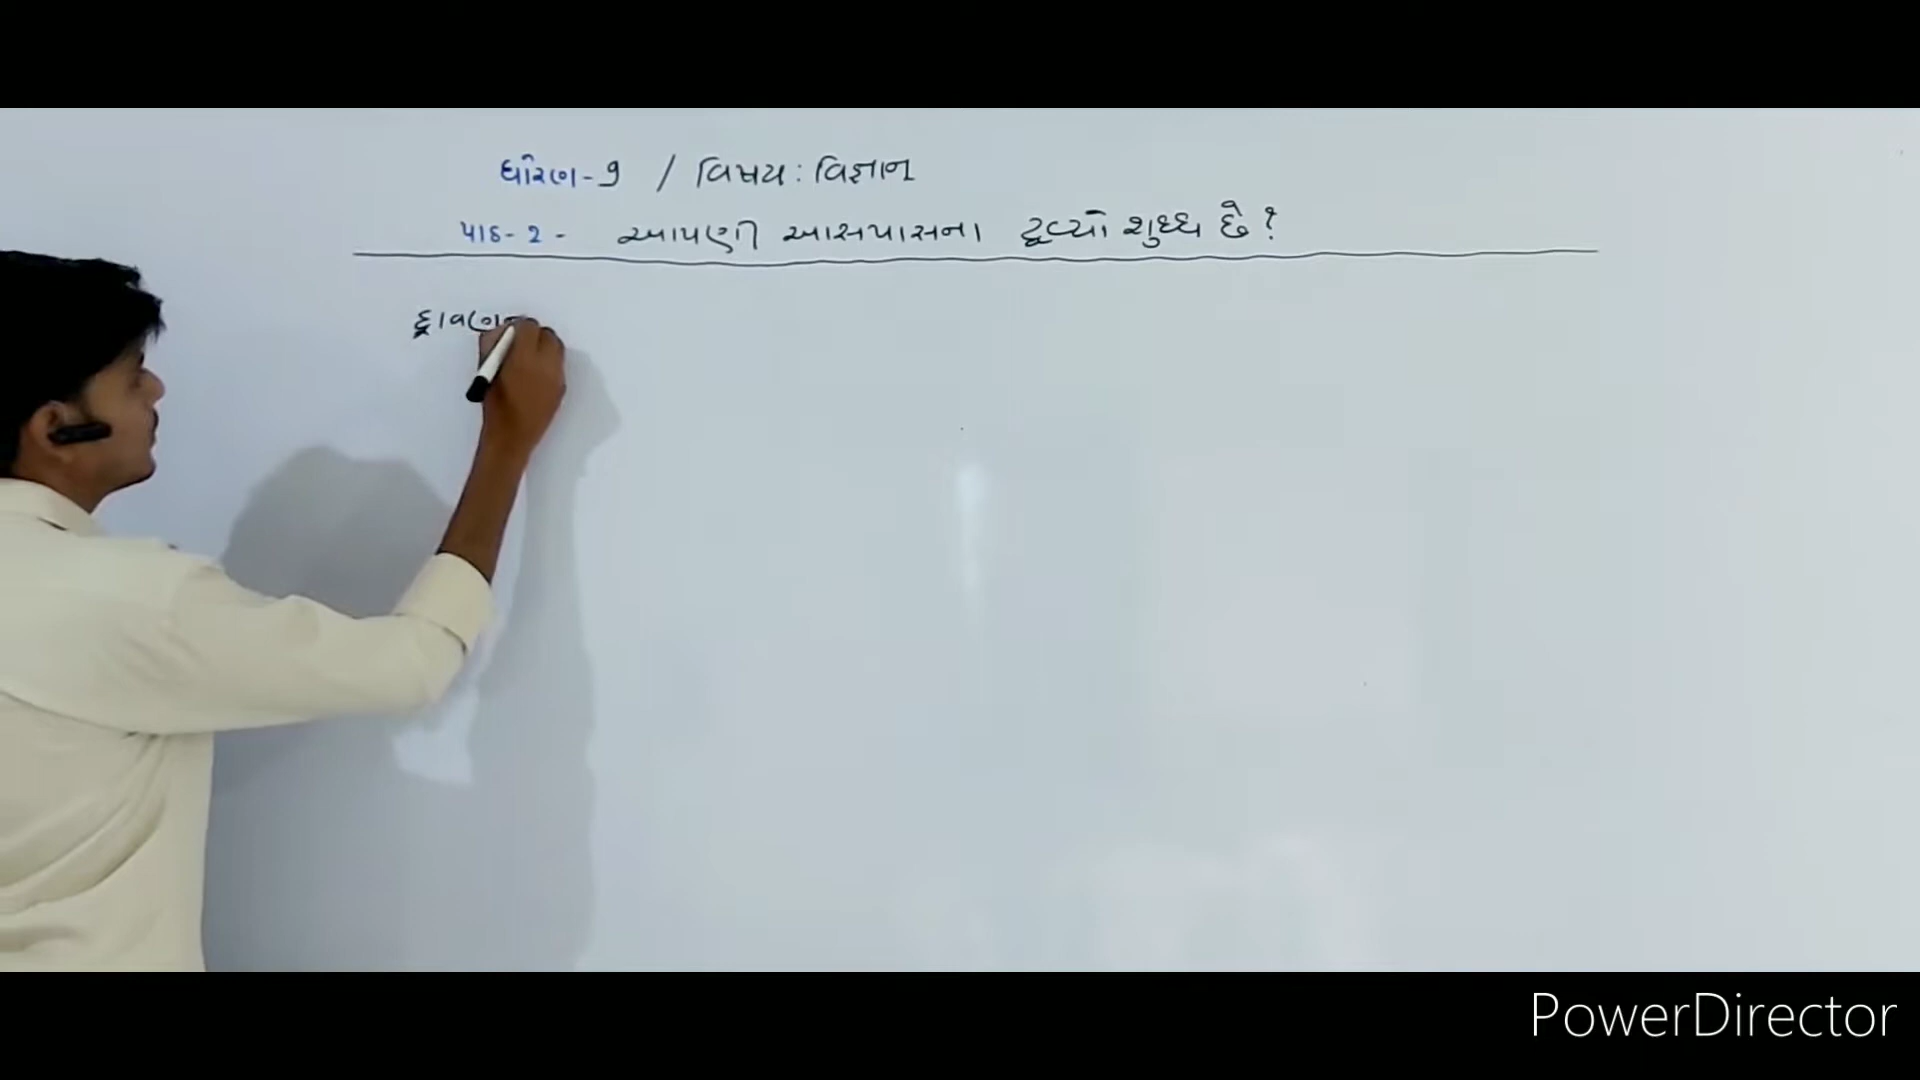 ધોરણ - 9 / વિષય : વિજ્ઞાન
પાઠ - 2 - આપણી આસપાસના દ્રવ્યો શુધ્ધ છે ?
દ્રાવણ
PowerDirector